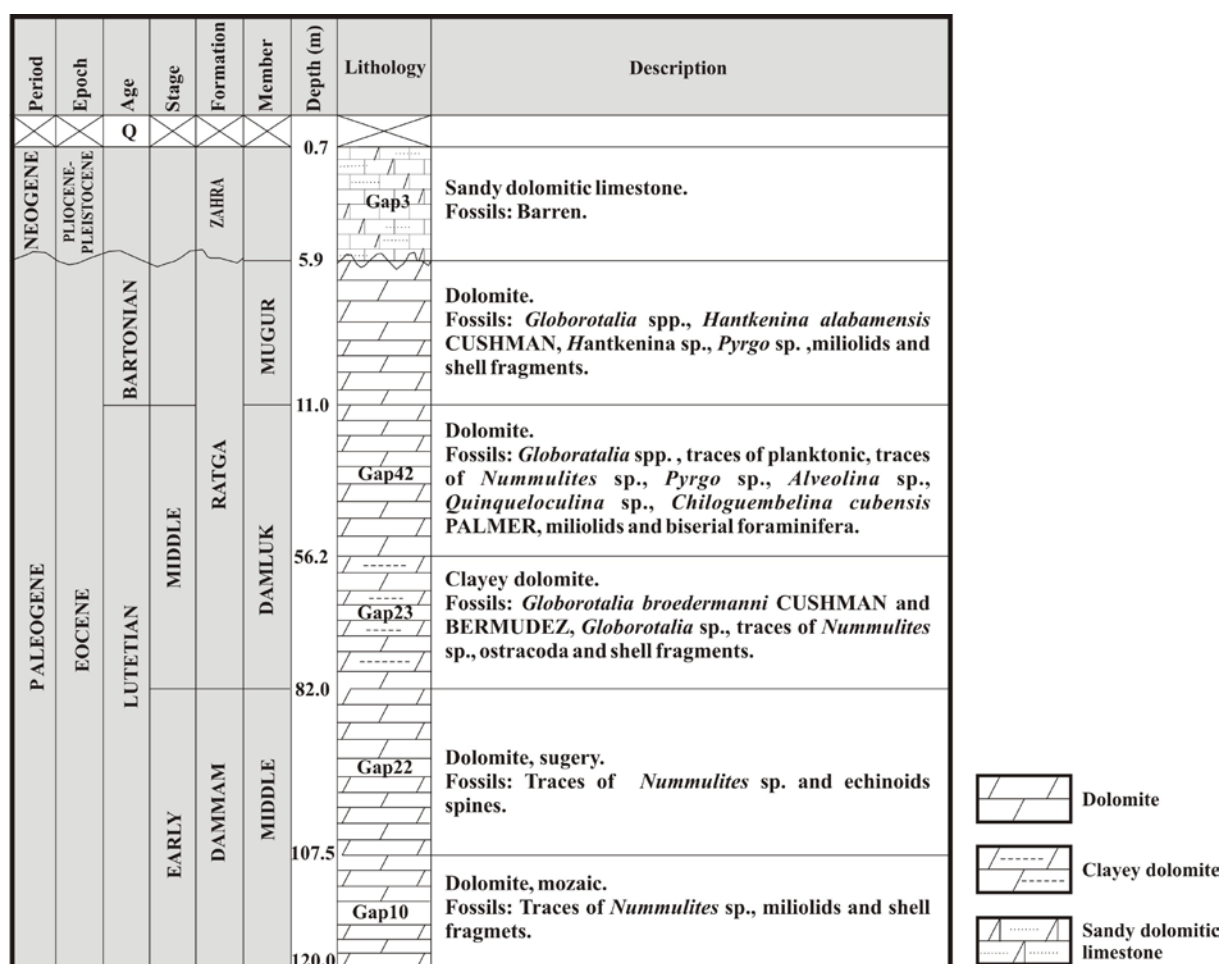 Period
Epoch
Age
Stage
Formation
Member
Depth (m)
Lithology
Description
Q
0.7
NEOGENE
PLIOCENE-
PLEISTOCENE
ZAHRA
Gap3
Sandy dolomitic limestone.
Fossils: Barren.
5.9
PALEOGENE
EOCENE
BARTONIAN
RATGA
MUGUR
Dolomite.
Fossils: Globorotalia spp., Hantkenina alabamensis
CUSHMAN, Hantkenina sp., Pyrgo sp. ,miliolids and
shell fragments.
11.0
LUTETIAN
MIDDLE
DAMLUK
Gap42
Dolomite.
Fossils: Globoratalia spp. , traces of planktonic, traces
of Nummulites sp., Pyrgo sp., Alveolina sp.,
Quinqueloculina sp., Chiloguembelina cubensis
PALMER, miliolids and biserial foraminifera.
56.2
Gap23
Clayey dolomite.
Fossils: Globorotalia broedermanni CUSHMAN and
BERMUDEZ, Globorotalia sp., traces of Nummulites
sp., ostracoda and shell fragments.
82.0
EARLY
DAMMAM
MIDDLE
Gap22
Dolomite, sugery.
Fossils: Traces of Nummulites sp. and echinoids
spines.
107.5
Gap10
Dolomite, mozaic.
Fossils: Traces of Nummulites sp., miliolids and shell
fragmets.
120.0
Dolomite
Clayey dolomite
Sandy dolomitic
limestone